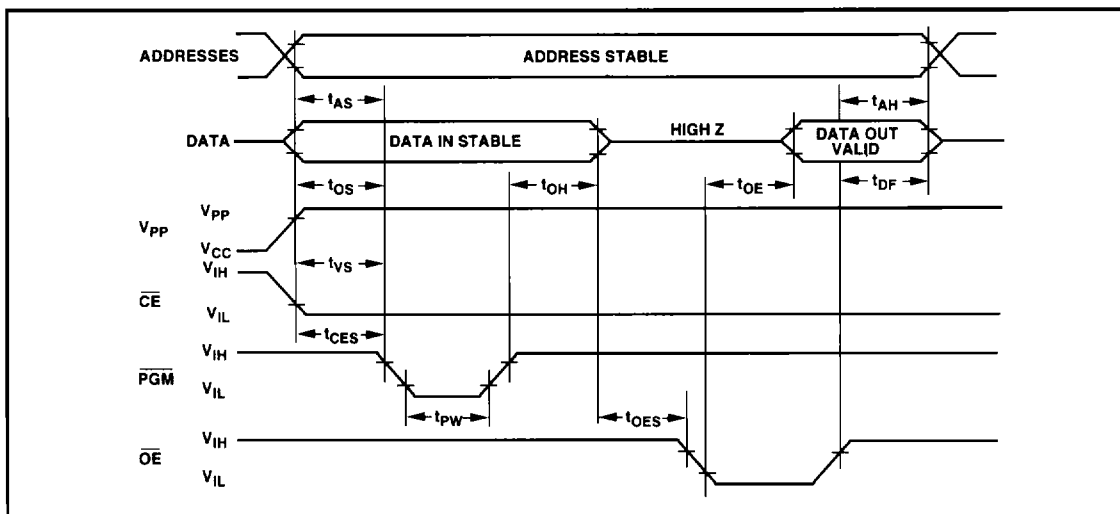 ADDRESSES
ADDRESS STABLE
tAS
tAH
DATA
DATA IN STABLE
HIGH Z
DATA OUT
VALID
tOS
tOH
tOE
tDF
VPP
VPP
VCC
tVS
CE
VIH
VIL
tCES
PGM
VIH
VIL
tPW
tOES
OE
VIH
VIL